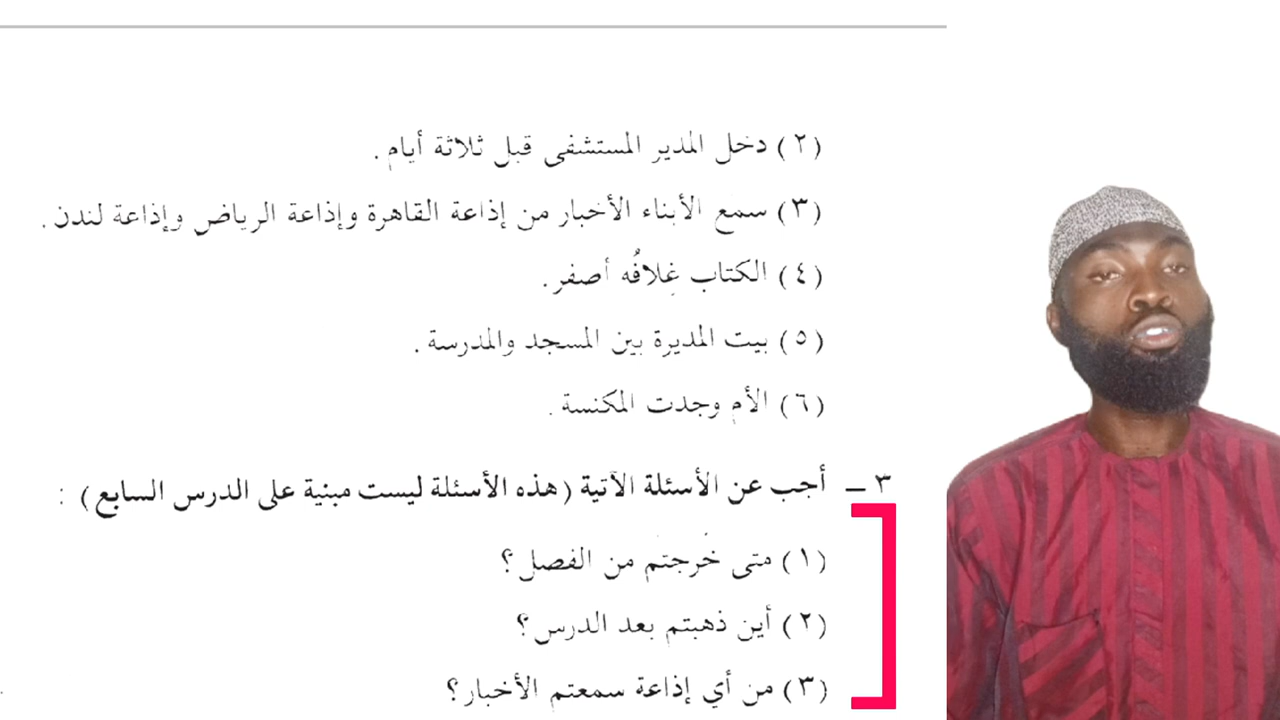 (٢) دخل المدير المستشفى قبل ثلاثة أيام .
(٣) سمع الأبناء الأخبار من إذاعة القاهرة وإذاعة الرياض وإذاعة لندن .
(٤) الكتاب غِلافُه أصفر .
(٥) بيت المديرة بين المسجد والمدرسة .
(٦) الأم وجدت المكنسة .
٣ – أجب عن الأسئلة الآتية (هذه الأسئلة ليست مبنية على الدرس السابع) :
(١) متى خرجتم من الفصل؟
(٢) أين ذهبتم بعد الدرس؟
(٣) من أي إذاعة سمعتم الأخبار؟